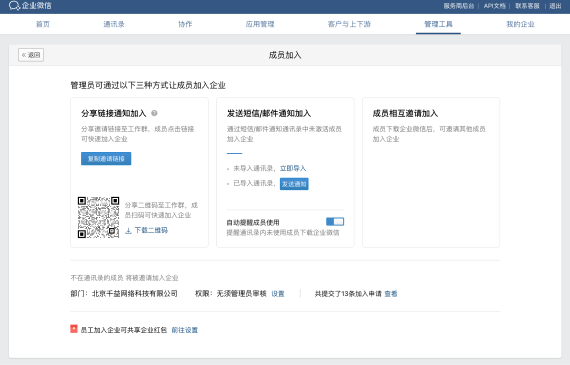 企业微信
服务商后台 | API文档 | 联系客服 | 退出
首页 通讯录 协作 应用管理 客户与上下游 管理工具 我的企业
« 返回
成员加入
管理员可通过以下三种方式让成员加入企业
分享链接通知加入 ?
分享邀请链接至工作群，成员点击链接
可快速加入企业
复制邀请链接
分享二维码至工作群，成
员扫码可快速加入企业
下载二维码
发送短信/邮件通知加入
通过短信/邮件通知通讯录中未激活成员
加入企业
未导入通讯录，立即导入
已导入通讯录，发送通知
自动提醒成员使用
提醒通讯录内未使用成员下载企业微信
成员相互邀请加入
成员下载企业微信后，可邀请其他成员
加入企业
不在通讯录的成员 将被邀请加入企业
部门：北京千益网络科技有限公司 权限：无须管理员审核 设置 | 共提交了13条加入申请 查看
员工加入企业可共享企业红包 前往设置